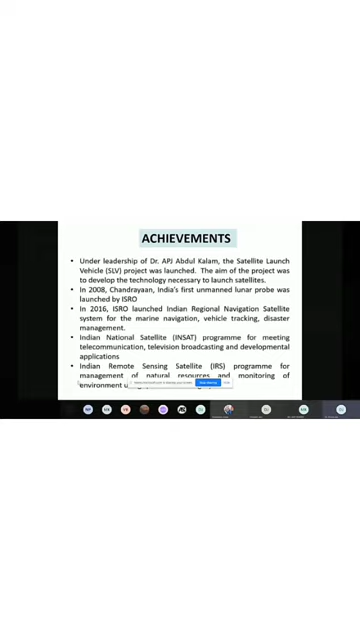 ACHIEVEMENTS
• Under leadership of Dr. APJ Abdul Kalam, the Satellite Launch
Vehicle (SLV) project was launched. The aim of the project was
to develop the technology necessary to launch satellites.
• In 2008, Chandrayaan, India's first unmanned lunar probe was
launched by ISRO
• In 2016, ISRO launched Indian Regional Navigation Satellite
system for the marine navigation, vehicle tracking, disaster
management.
• Indian National Satellite (INSAT) programme for meeting
telecommunication, television broadcasting and developmental
applications
• Indian Remote Sensing Satellite (IRS) programme for
management of natural resources and monitoring of
environment
Stop sharing